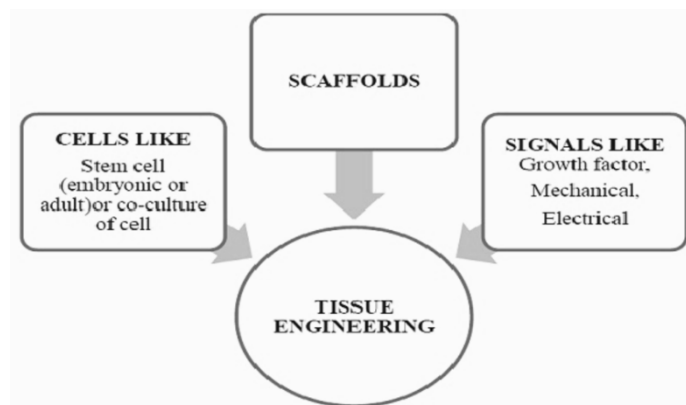 SCAFFOLDS
CELLS LIKE
Stem cell
(embryonic or
adult)or co-culture
of cell
SIGNALS LIKE
Growth factor,
Mechanical,
Electrical
TISSUE
ENGINEERING